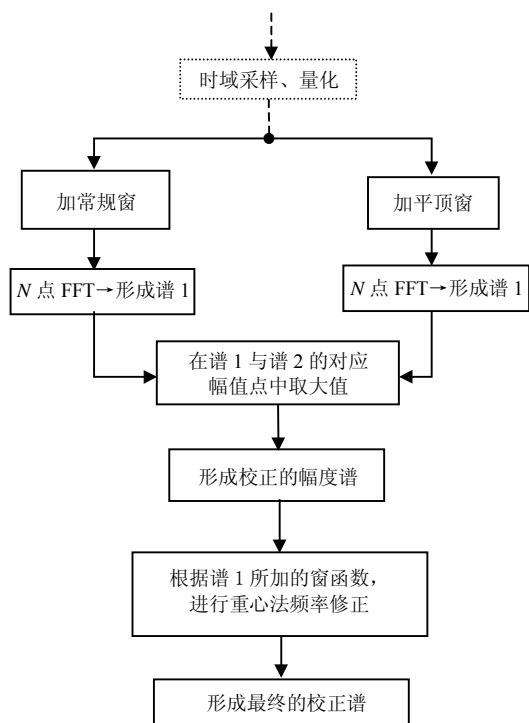 时域采样、量化
加常规窗
加平顶窗
N 点 FFT→形成谱 1
N 点 FFT→形成谱 1
在谱 1 与谱 2 的对应
幅值点中取大值
形成校正的幅度谱
根据谱 1 所加的窗函数，
进行重心法频率修正
形成最终的校正谱